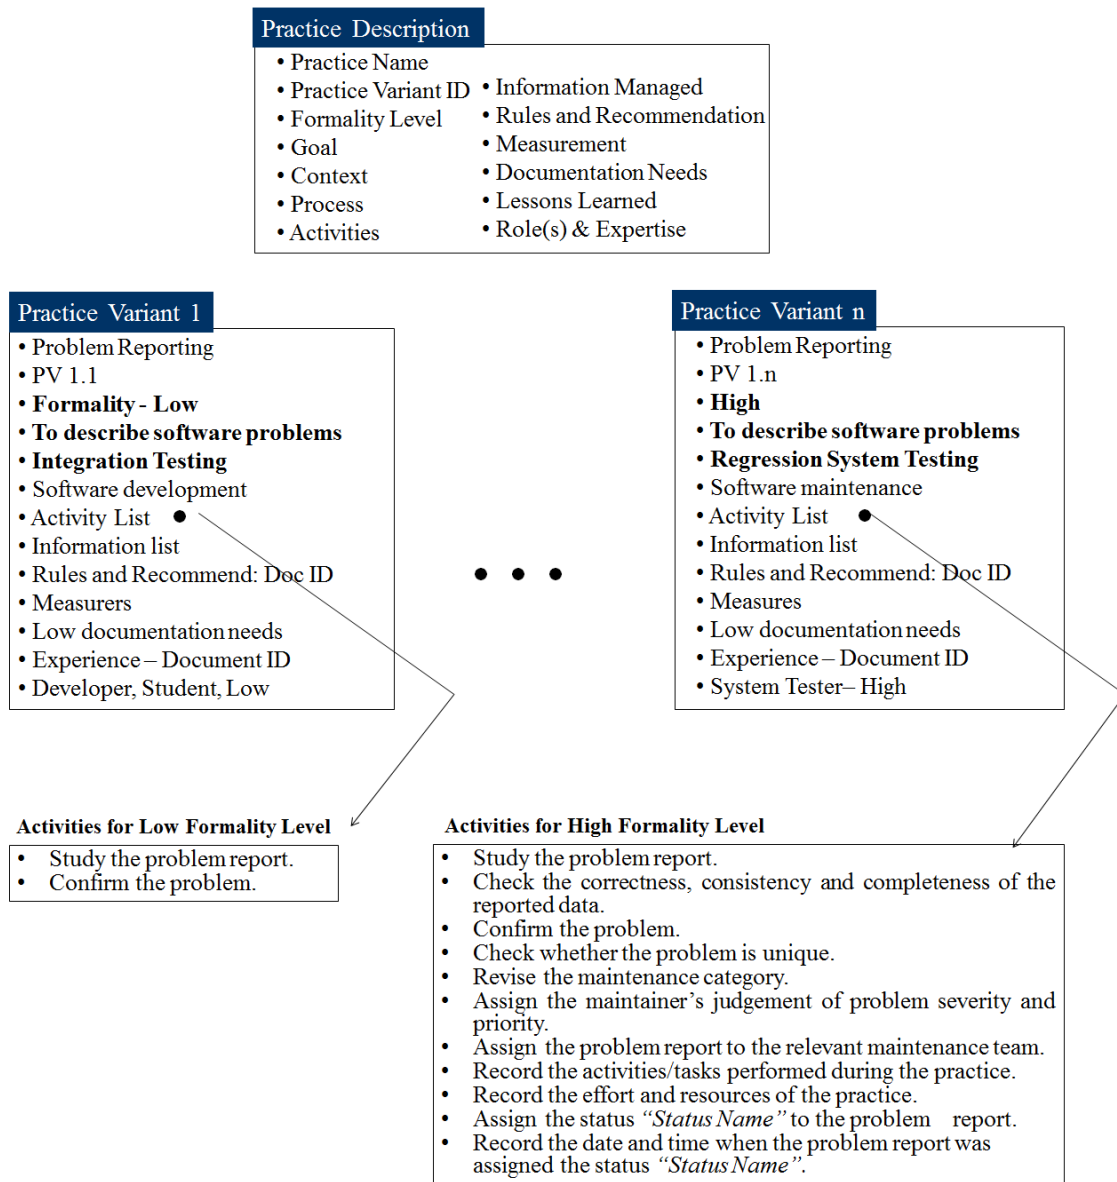 Practice Description
• Practice Name
• Practice Variant ID
• Formality Level
• Goal
• Context
• Process
• Activities
• Information Managed
• Rules and Recommendation
• Measurement
• Documentation Needs
• Lessons Learned
• Role(s) & Expertise
Practice Variant 1
• Problem Reporting
• PV 1.1
• Formality - Low
• To describe software problems
• Integration Testing
• Software development
• Activity List
• Information list
• Rules and Recommend: Doc ID
• Measurers
• Low documentation needs
• Experience – Document ID
• Developer, Student, Low
Practice Variant n
• Problem Reporting
• PV 1.n
• High
• To describe software problems
• Regression System Testing
• Software maintenance
• Activity List
• Information list
• Rules and Recommend: Doc ID
• Measures
• Low documentation needs
• Experience – Document ID
• System Tester– High
Activities for Low Formality Level
• Study the problem report.
• Confirm the problem.
Activities for High Formality Level
• Study the problem report.
• Check the correctness, consistency and completeness of the
reported data.
• Confirm the problem.
• Check whether the problem is unique.
• Revise the maintenance category.
• Assign the maintainer’s judgement of problem severity and
priority.
• Assign the problem report to the relevant maintenance team.
• Record the activities/tasks performed during the practice.
• Record the effort and resources of the practice.
• Assign the status “Status Name” to the problem report.
• Record the date and time when the problem report was
assigned the status “Status Name”.